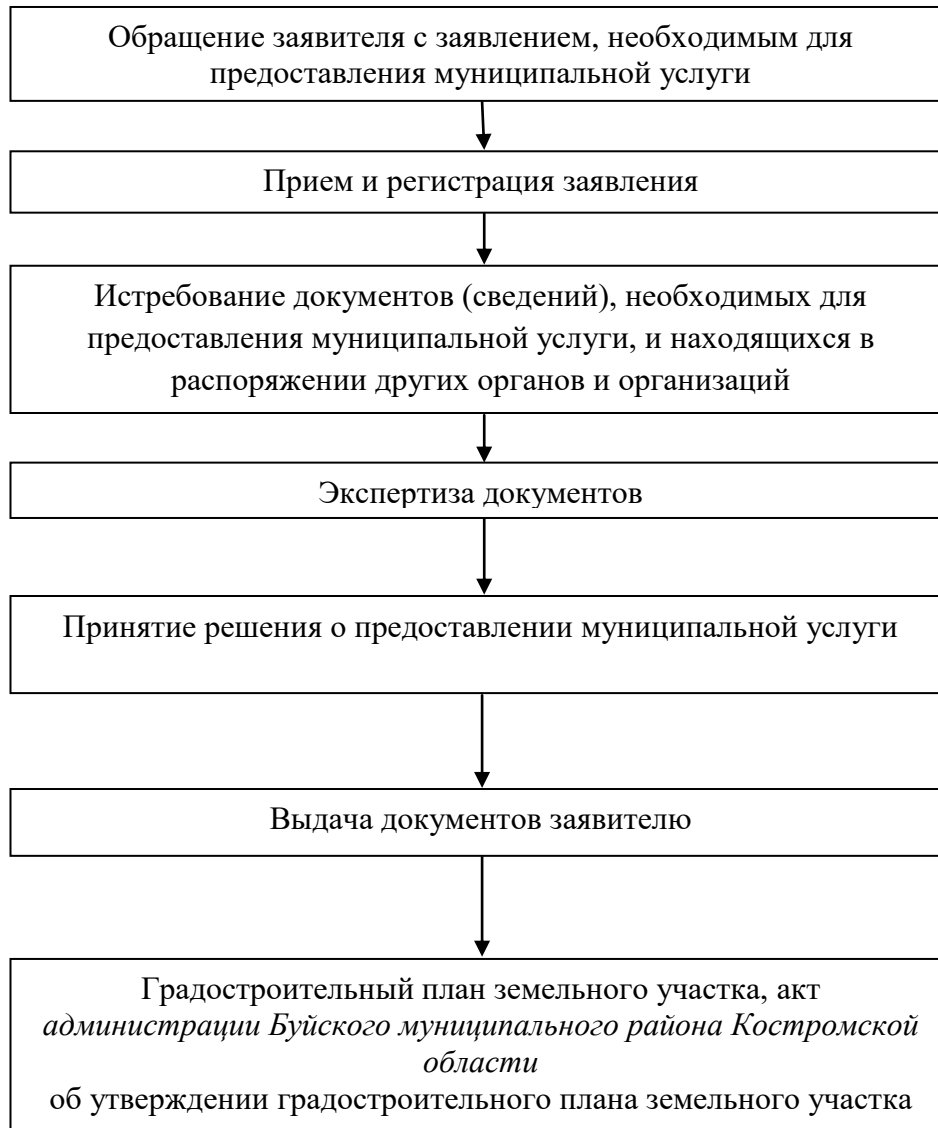 Обращение заявителя с заявлением, необходимым для
предоставления муниципальной услуги
Прием и регистрация заявления
Истребование документов (сведений), необходимых для
предоставления муниципальной услуги, и находящихся в
распоряжении других органов и организаций
Экспертиза документов
Принятие решения о предоставлении муниципальной услуги
Выдача документов заявителю
Градостроительный план земельного участка, акт
администрации Буйского муниципального района Костромской
области
об утверждении градостроительного плана земельного участка